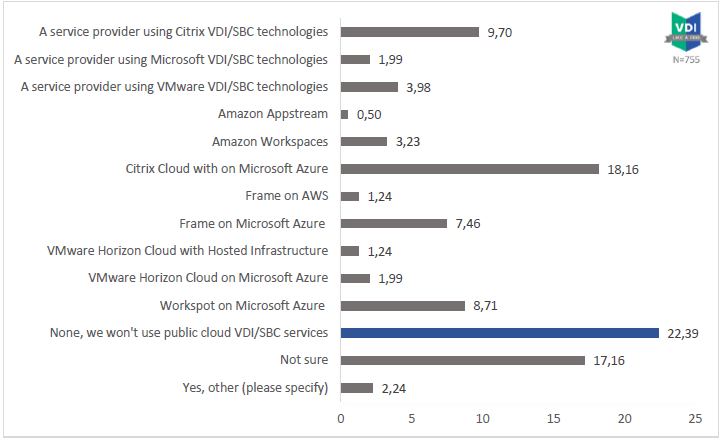 A service provider using Citrix VDI/SBC technologies 9,70
A service provider using Microsoft VDI/SBC technologies 1,99
A service provider using VMware VDI/SBC technologies 3,98
Amazon Appstream 0,50
Amazon Workspaces 3,23
Citrix Cloud with on Microsoft Azure 18,16
Frame on AWS 1,24
Frame on Microsoft Azure 7,46
VMware Horizon Cloud with Hosted Infrastructure 1,24
VMware Horizon Cloud on Microsoft Azure 1,99
Workspot on Microsoft Azure 8,71
None, we won't use public cloud VDI/SBC services 22,39
Not sure 17,16
Yes, other (please specify) 2,24
0 5 10 15 20 25
VDI
LIKE A PRO
N=755